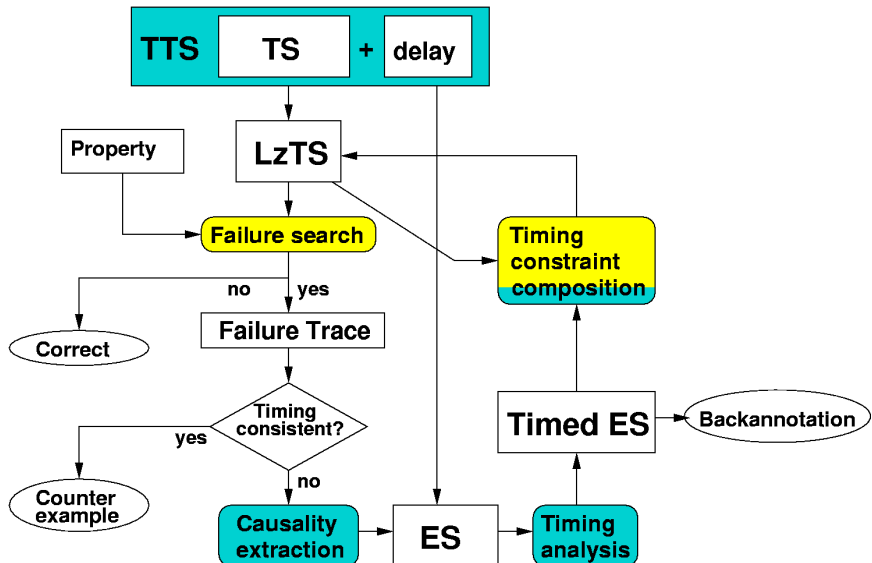 TTS TS + delay
Property
LzTS
Failure search
Timing
constraint
composition
no yes
Failure Trace
Correct
Timing
consistent?
yes
no
Timed ES
Backannotation
Counter
example
Causality
extraction
ES
Timing
analysis